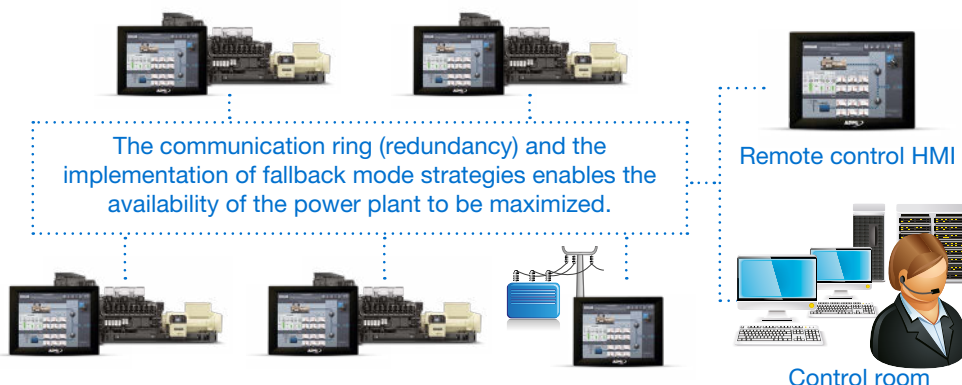 The communication ring (redundancy) and the
implementation of fallback mode strategies enables the
availability of the power plant to be maximized.
Remote control HMI
Control room